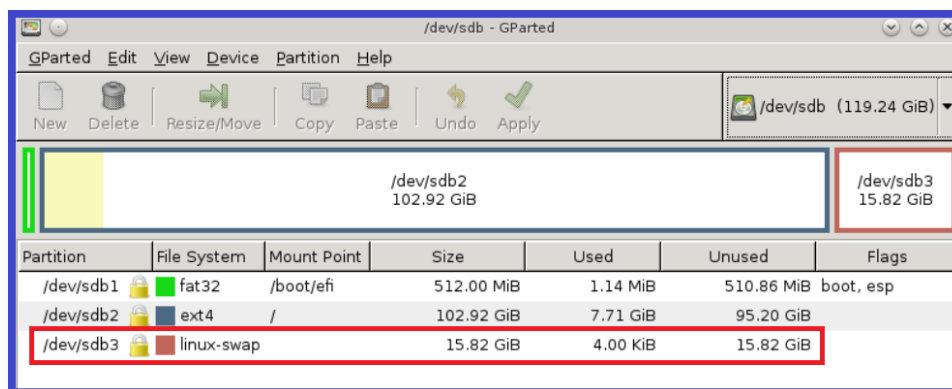 /dev/sdb - GParted
GParted Edit View Device Partition Help
New Delete Resize/Move Copy Paste Undo Apply /dev/sdb (119.24 GiB)
/dev/sdb2 /dev/sdb3
102.92 GiB 15.82 GiB
Partition File System Mount Point Size Used Unused Flags
/dev/sdb1 fat32 /boot/efi 512.00 MiB 1.14 MiB 510.86 MiB boot, esp
/dev/sdb2 ext4 / 102.92 GiB 7.71 GiB 95.20 GiB
/dev/sdb3 linux-swap 15.82 GiB 4.00 KiB 15.82 GiB